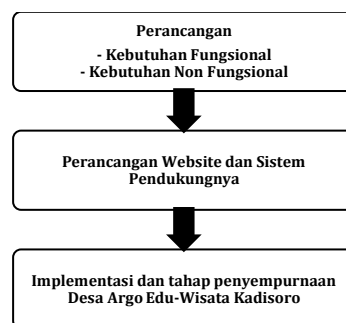 Perancangan
- Kebutuhan Fungsional
- Kebutuhan Non Fungsional
Perancangan Website dan Sistem
Pendukungnya
Implementasi dan tahap penyempurnaan
Desa Argo Edu-Wisata Kadisoro